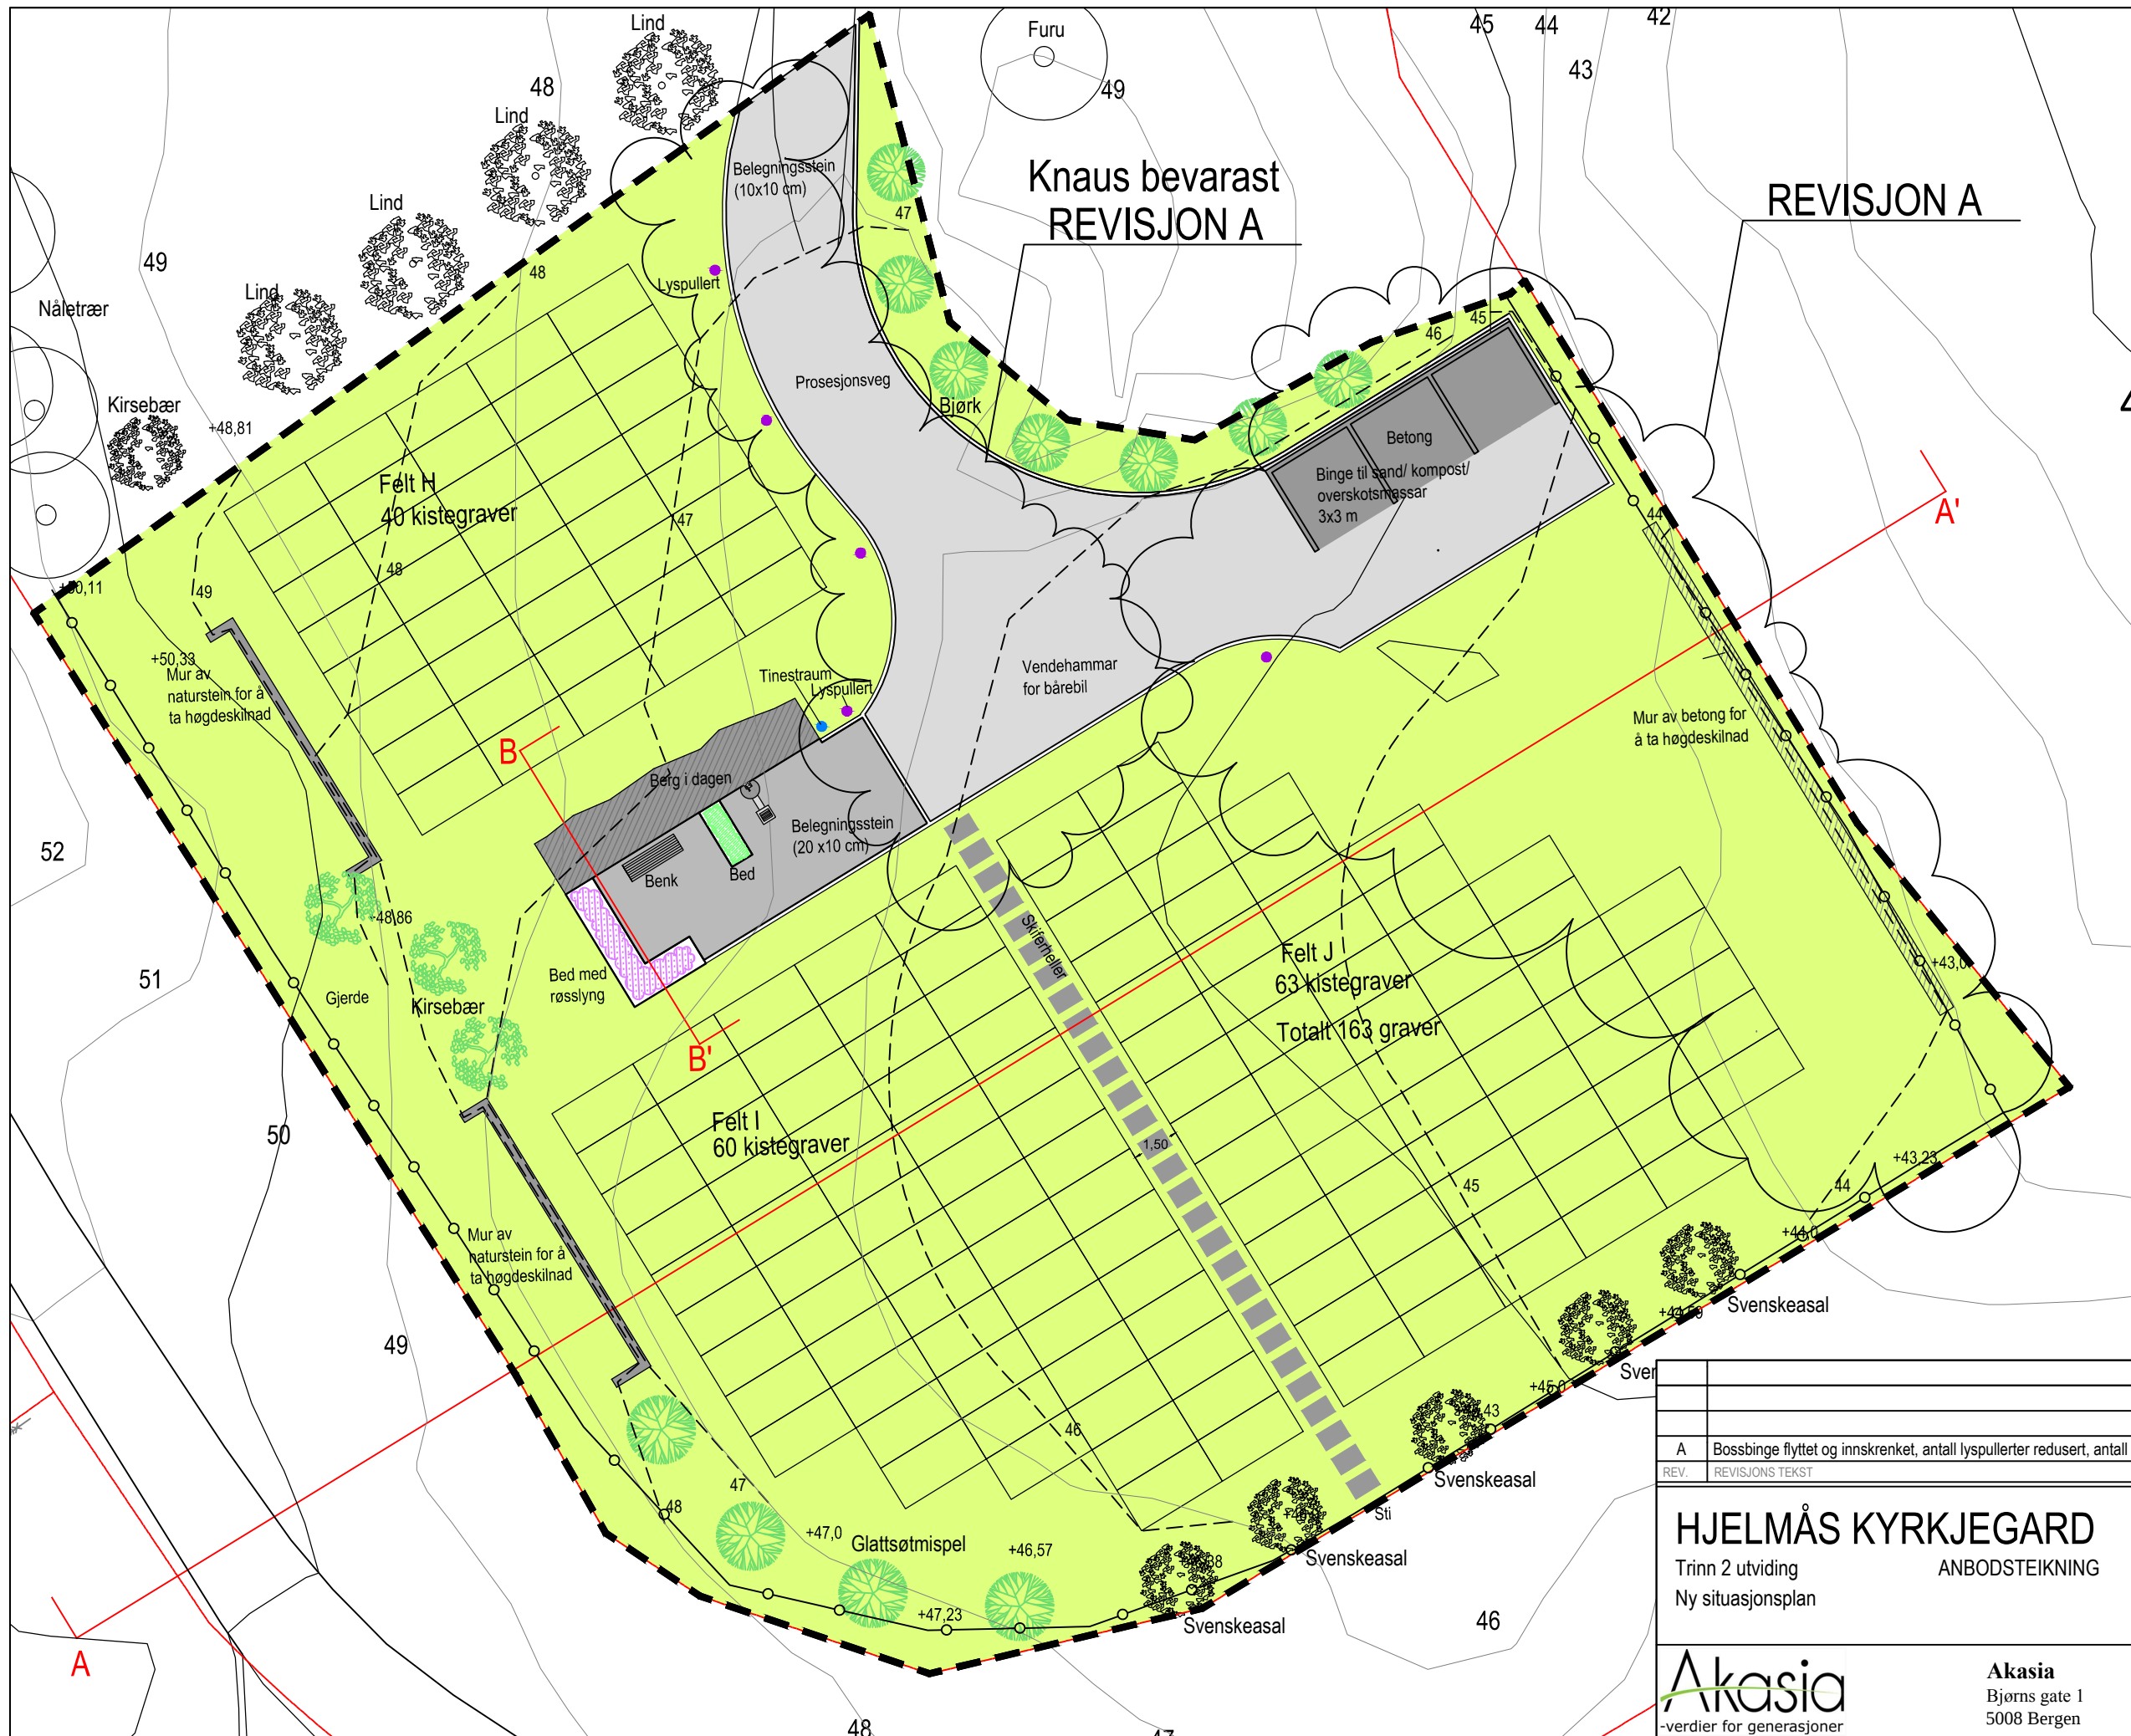 Lind
Furu
45
44
42
43
48
49
Lind
Belegningsstein
(10x10 cm)
Knaus bevarast
REVISJON A
REVISJON A
Lind
47
49
48
Lyspullert
Lind
Nåletrær
45
46
Prosesjonsveg
Kirsebær
Bjørk
+48,81
Betong
Binge til sand/ kompost/
overskotsmassar
3x3 m
Felt H
40 kistegraver
47
44
A'
48
49
+50,33
Mur av
naturstein for å
ta høgdeskilnad
Tinestraum
Lyspullert
Vendehammar
for bårebil
Mur av betong for
å ta høgdeskilnad
B
Berg i dagen
Belegningsstein
(20 x10 cm)
52
Benk
Bed
+48,86
Skiferheller
Felt J
63 kistegraver
51
Gjerde
Kirsebær
Bed med
røsslyng
Totalt 163 graver
B'
Felt I
60 kistegraver
50
1,50
+43,23
45
44
Mur av
naturstein for å
ta høgdeskilnad
+44,0
Svenskeasal
49
+45,0
46
A Bossbinge flyttet og innskrenket, antall lyspullerter redusert, antall
REV. REVISJONS TEKST
Svenskeasal
47
48
Sti
+47,0
Glattsøtmispel
+46,57
Svenskeasal
+47,23
Svenskeasal
46
HJELMÅS KYRKJEGARD
Trinn 2 utviding ANBODSTEIKNING
Ny situasjonsplan
A
48
Akasia
-verdier for generasjoner
Akasia
Bjørns gate 1
5008 Bergen